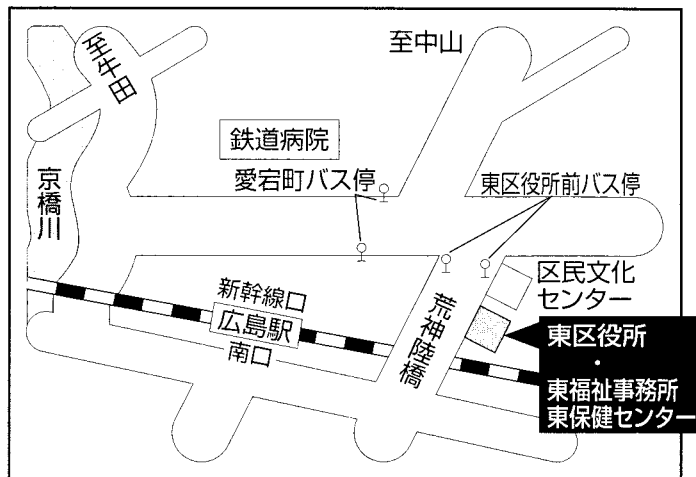 至牛田
至中山
鉄道病院
愛宕町バス停
東区役所前バス停
京橋川
区民文化
センター
新幹線口
広島駅
南口
荒神陸橋
東区役所
・
東福祉事務所
東保健センター